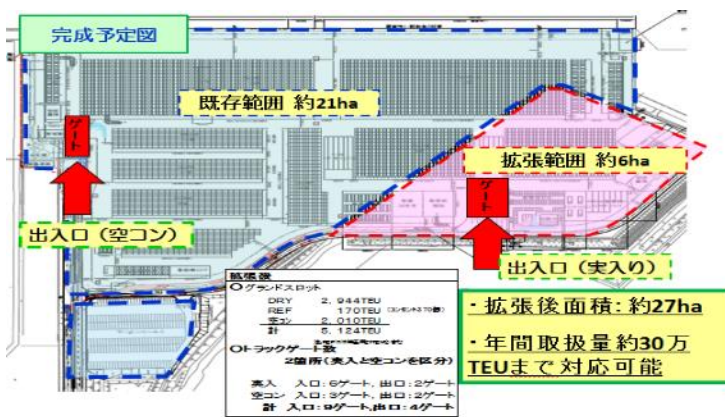 完成予定図
既存範囲 約21ha
ゲート
拡張範囲 約6ha
ゲート
出入口(空コン)
出入口(実入り)
拡張後
○グランドスロット
DRY 2,944TEU
REF 170TEU
空コン 2,010TEU
計 5,124TEU
○トラックゲート数
2箇所(実入と空コンを区分)
実入 入口:6ゲート,出口:2ゲート
空コン 入口:3ゲート,出口:2ゲート
計 入口:9ゲート,出口:4ゲート
・拡張後面積:約27ha
・年間取扱量約30万
TEUまで対応可能